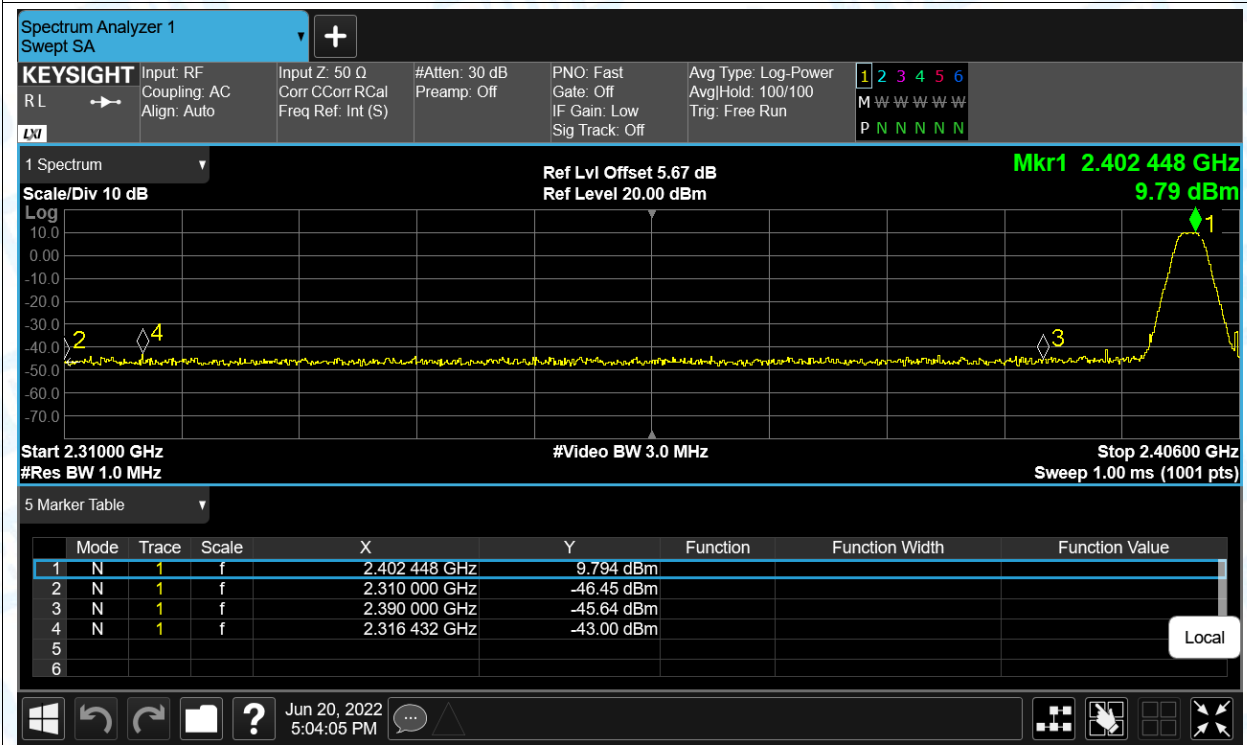 Spectrum Analyzer 1
Swept SA
+
KEYSIGHT
R L
LXI
Input: RF
Coupling: AC
Align: Auto
Input Z: 50 Ω
Corr CCorr RCal
Freq Ref: Int (S)
#Atten: 30 dB
Preamp: Off
PNO: Fast
Gate: Off
IF Gain: Low
Sig Track: Off
Avg Type: Log-Power
Avg|Hold: 100/100
Trig: Free Run
1 2 3 4 5 6
M W W W W W
P N N N N N
1 Spectrum
Scale/Div 10 dB
Ref Lvl Offset 5.67 dB
Ref Level 20.00 dBm
Mkr1 2.402 448 GHz
9.79 dBm
Log
10.0
0.00
-10.0
-20.0
-30.0
-40.0
-50.0
-60.0
-70.0
2
4
3
1
Start 2.31000 GHz
#Res BW 1.0 MHz
#Video BW 3.0 MHz
Stop 2.40600 GHz
Sweep 1.00 ms (1001 pts)
5 Marker Table
Mode Trace Scale X Y Function Function Width Function Value
1 N 1 f 2.402 448 GHz 9.794 dBm
2 N 1 f 2.310 000 GHz -46.45 dBm
3 N 1 f 2.390 000 GHz -45.64 dBm
4 N 1 f 2.316 432 GHz -43.00 dBm
5
6
Local
?
Jun 20, 2022
5:04:05 PM